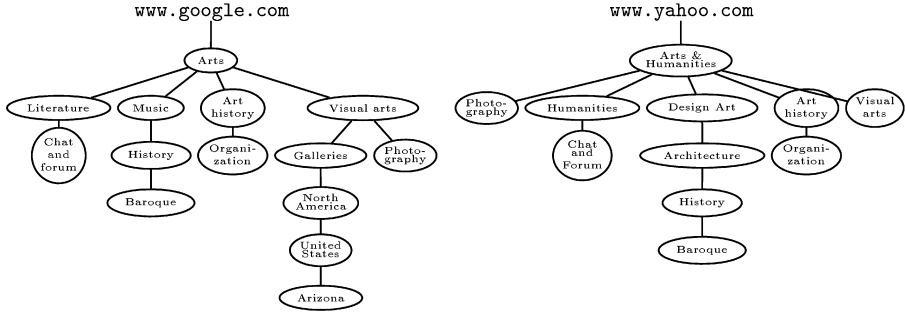 www.google.com
Arts
Literature
Music
Art
history
Visual arts
Chat
and
forum
History
Organi-
zation
Galleries
Photo-
graphy
Baroque
North
America
United
States
Arizona
www.yahoo.com
Arts &
Humanities
Photo-
graphy
Humanities
Design Art
Art
history
Visual
arts
Chat
and
Forum
Architecture
Organi-
zation
History
Baroque